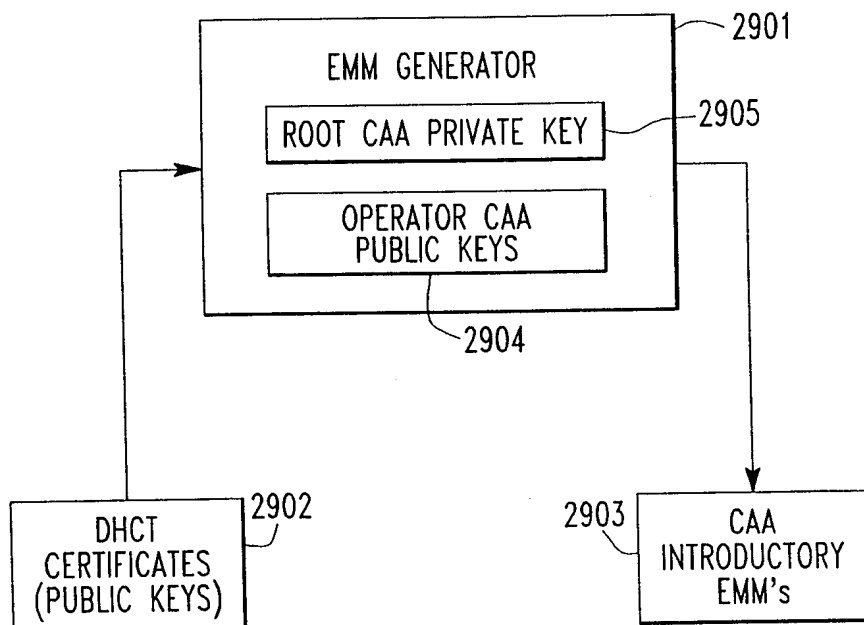 2901
EMM GENERATOR
ROOT CAA PRIVATE KEY
2905
OPERATOR CAA
PUBLIC KEYS
2904
DHCT
CERTIFICATES
(PUBLIC KEYS)
2902
2903
CAA
INTRODUCTORY
EMM's